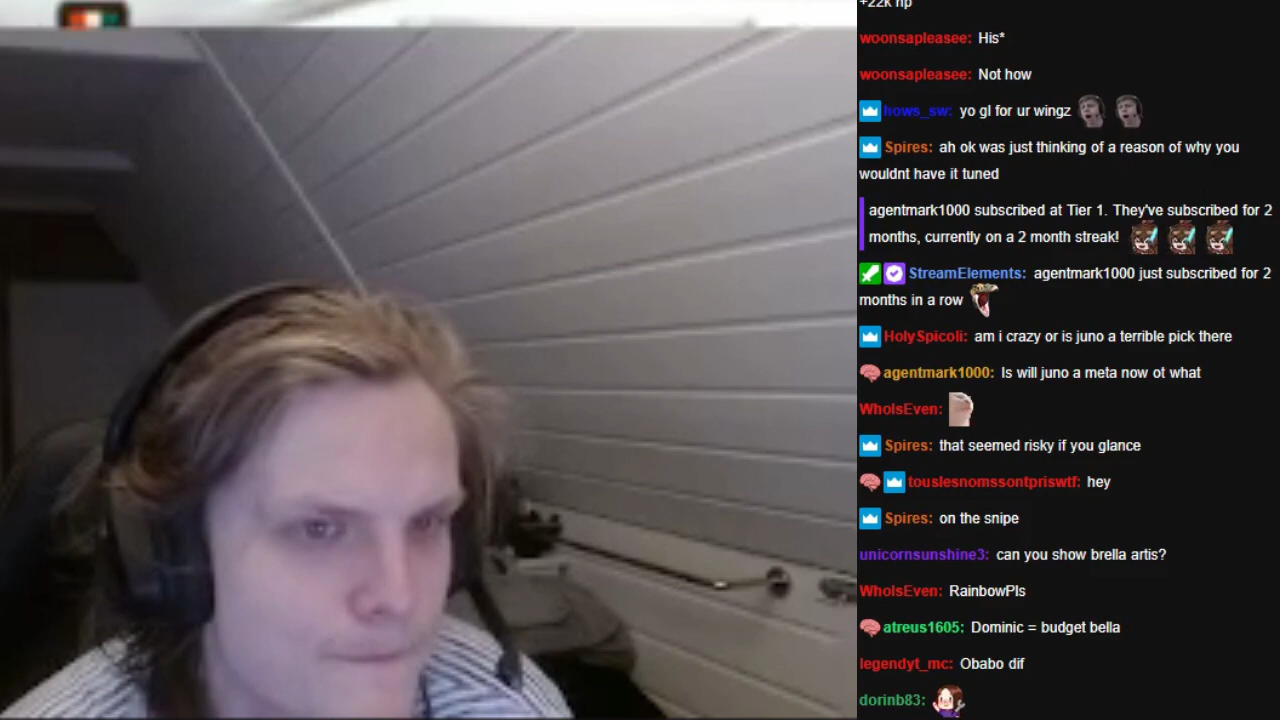 +22k hp
woonsapleasee: His*
woonsapleasee: Not how
hows_sw: yo gl for ur wingz
Spires: ah ok was just thinking of a reason of why you
wouldnt have it tuned
agentmark1000 subscribed at Tier 1. They've subscribed for 2
months, currently on a 2 month streak!
StreamElements: agentmark1000 just subscribed for 2
months in a row
HolySpicoli: am i crazy or is juno a terrible pick there
agentmark1000: Is will juno a meta now ot what
WhoIsEven:
Spires: that seemed risky if you glance
touslesnomssontpriswtf: hey
Spires: on the snipe
unicornsunshine3: can you show brella artis?
WhoIsEven: RainbowPls
atreus1605: Dominic = budget bella
legendyt_mc: Obabo dif
dorinb83: